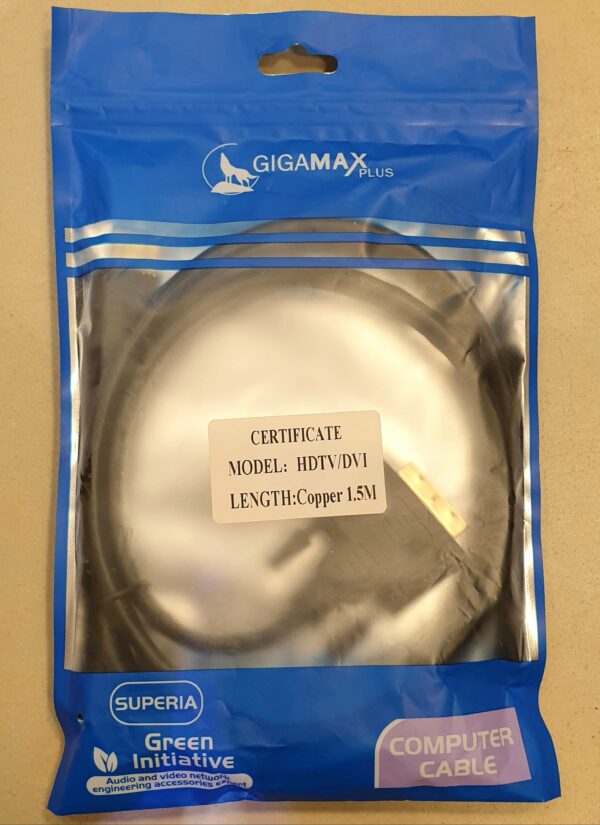 GIGAMAX
PLUS
CERTIFICATE
MODEL: HDTV/DVI
LENGTH:Copper 1.5M
SUPERIA
Green
Initiative
Audio and video network
engineering accessories expert
COMPUTER
CABLE